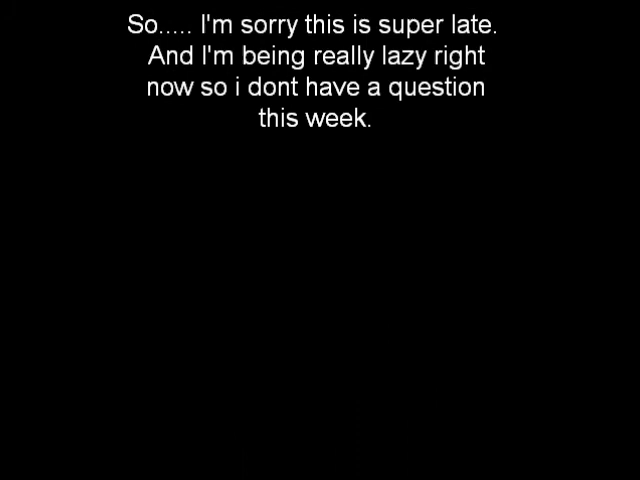 So..... I'm sorry this is super late.
And I'm being really lazy right
now so i dont have a question
this week.